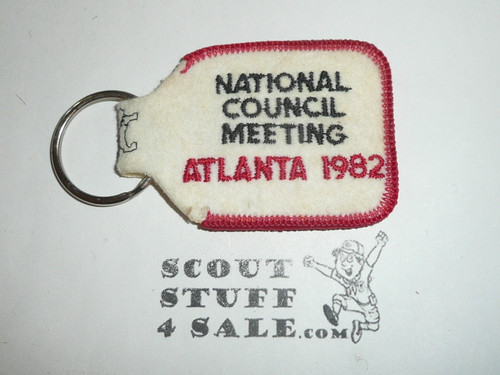 NATIONAL
COUNCIL
MEETING
ATLANTA 1982
SCOUT
STUFF
4 SALE.com